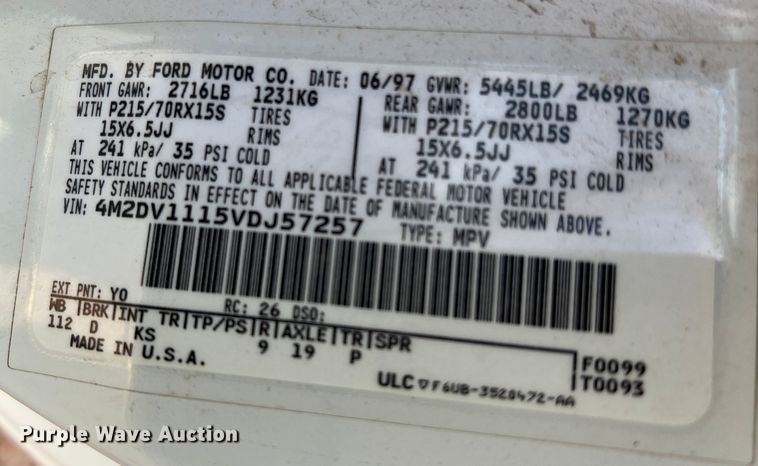 MFD. BY FORD MOTOR CO. DATE: 06/97 GVWR: 5445LB/ 2469KG
FRONT GAWR: 2716LB 1231KG REAR GAWR: 2800LB 1270KG
WITH P215/70RX15S TIRES WITH P215/70RX15S TIRES
15X6.5JJ RIMS 15X6.5JJ RIMS
AT 241 kPa/ 35 PSI COLD AT 241 kPa/ 35 PSI COLD
THIS VEHICLE CONFORMS TO ALL APPLICABLE FEDERAL MOTOR VEHICLE
SAFETY STANDARDS IN EFFECT ON THE DATE OF MANUFACTURE SHOWN ABOVE.
VIN: 4M2DV1115VDJ57257 TYPE: MPV
EXT PNT: YO RC: 26 DSO:
WB BRK INT TR TP/PS R AXLE TR SPR
112 D KS 9 19 P F0099
MADE IN U.S.A. T0093
ULC F6UB-3520472-AA
Purple Wave Auction